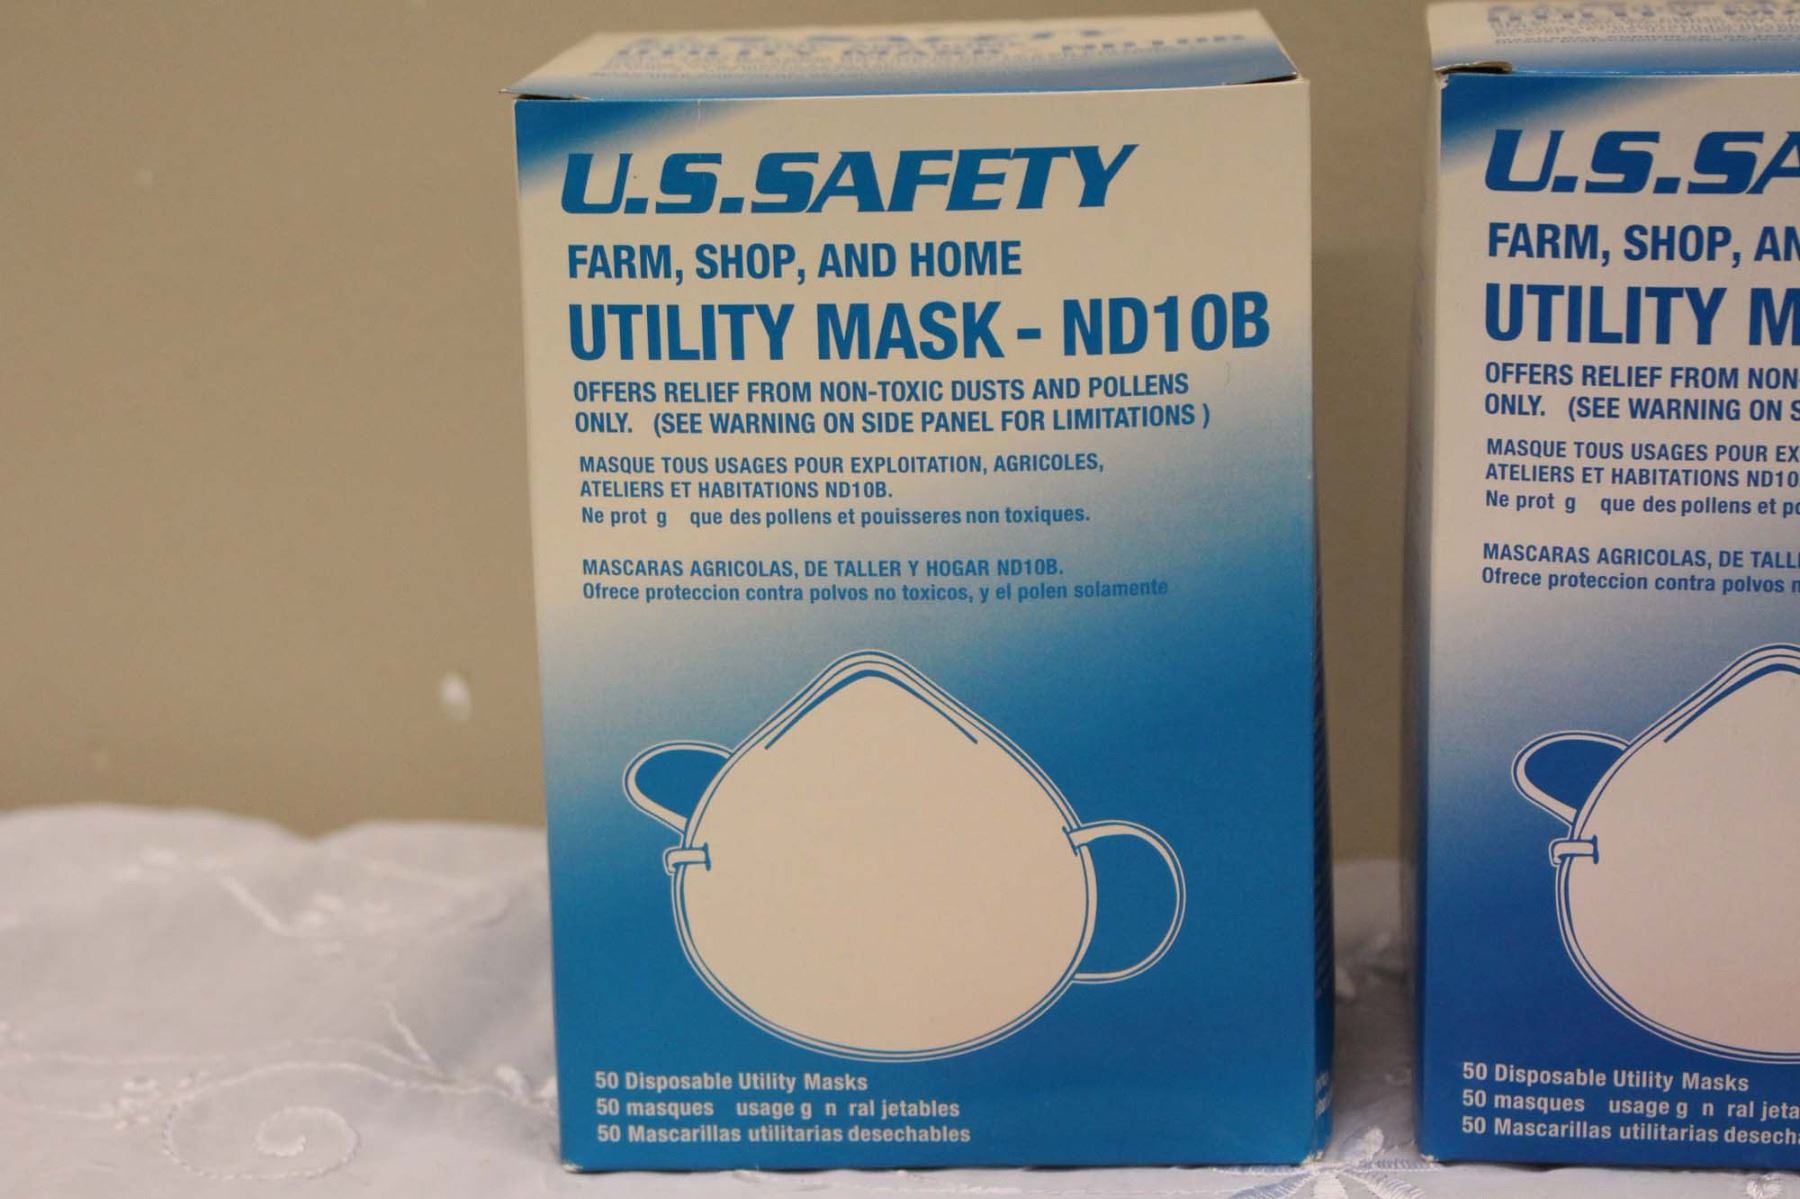 U.S.SAFETY
FARM, SHOP, AND HOME
UTILITY MASK - ND10B
OFFERS RELIEF FROM NON-TOXIC DUSTS AND POLLENS
ONLY. (SEE WARNING ON SIDE PANEL FOR LIMITATIONS )
MASQUE TOUS USAGES POUR EXPLOITATION, AGRICOLES,
ATELIERS ET HABITATIONS ND10B.
Ne prot g que des pollens et pouisseres non toxiques.
MASCARAS AGRICOLAS, DE TALLER Y HOGAR ND10B.
Ofrece proteccion contra polvos no toxicos, y el polen solamente
50 Disposable Utility Masks
50 masques usage g n ral jetables
50 Mascarillas utilitarias desechables
U.S.SA
FARM, SHOP, AN
UTILITY M
OFFERS RELIEF FROM NON-
ONLY. (SEE WARNING ON S
MASQUE TOUS USAGES POUR EX
ATELIERS ET HABITATIONS ND10
Ne prot g que des pollens et po
MASCARAS AGRICOLAS, DE TALL
Ofrece proteccion contra polvos n
50 Disposable Utility Masks
50 masques usage g n ral jeta
50 Mascarillas utilitarias desech